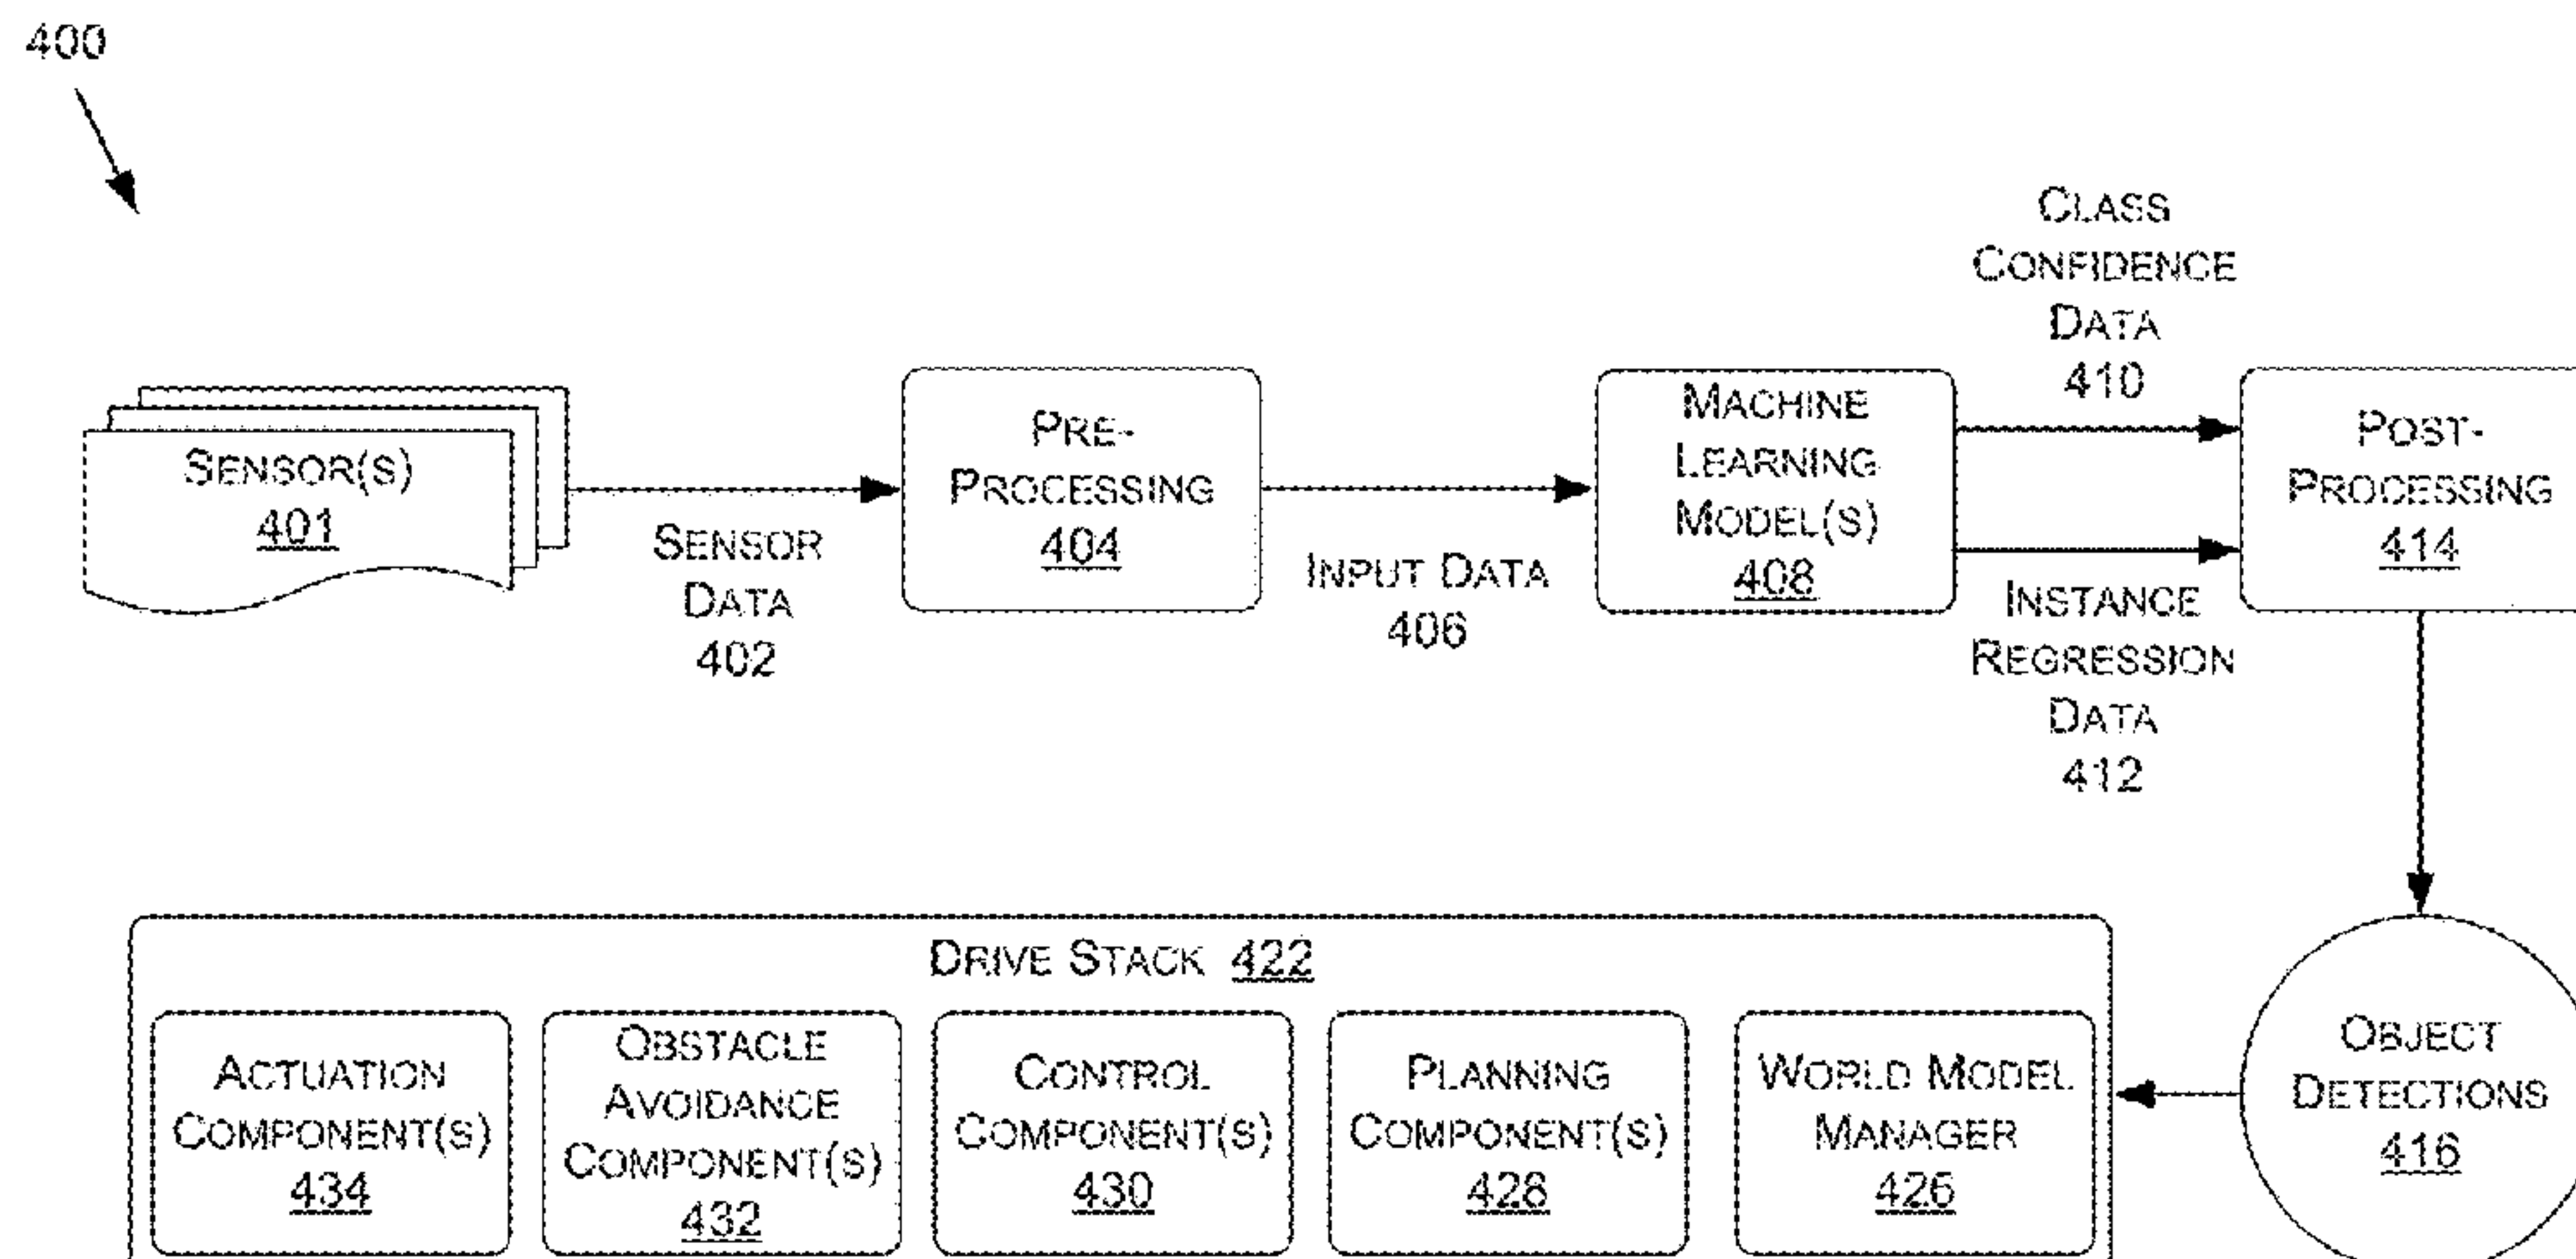 400
CLASS
CONFIDENCE
DATA
410
SENSOR(S)
401
SENSOR
DATA
402
PRE-
PROCESSING
404
INPUT DATA
406
MACHINE
LEARNING
MODEL(S)
408
INSTANCE
REGRESSION
DATA
412
POST-
PROCESSING
414
DRIVE STACK 422
ACTUATION
COMPONENT(S)
434
OBSTACLE
AVOIDANCE
COMPONENT(S)
432
CONTROL
COMPONENT(S)
430
PLANNING
COMPONENT(S)
428
WORLD MODEL
MANAGER
426
OBJECT
DETECTIONS
416